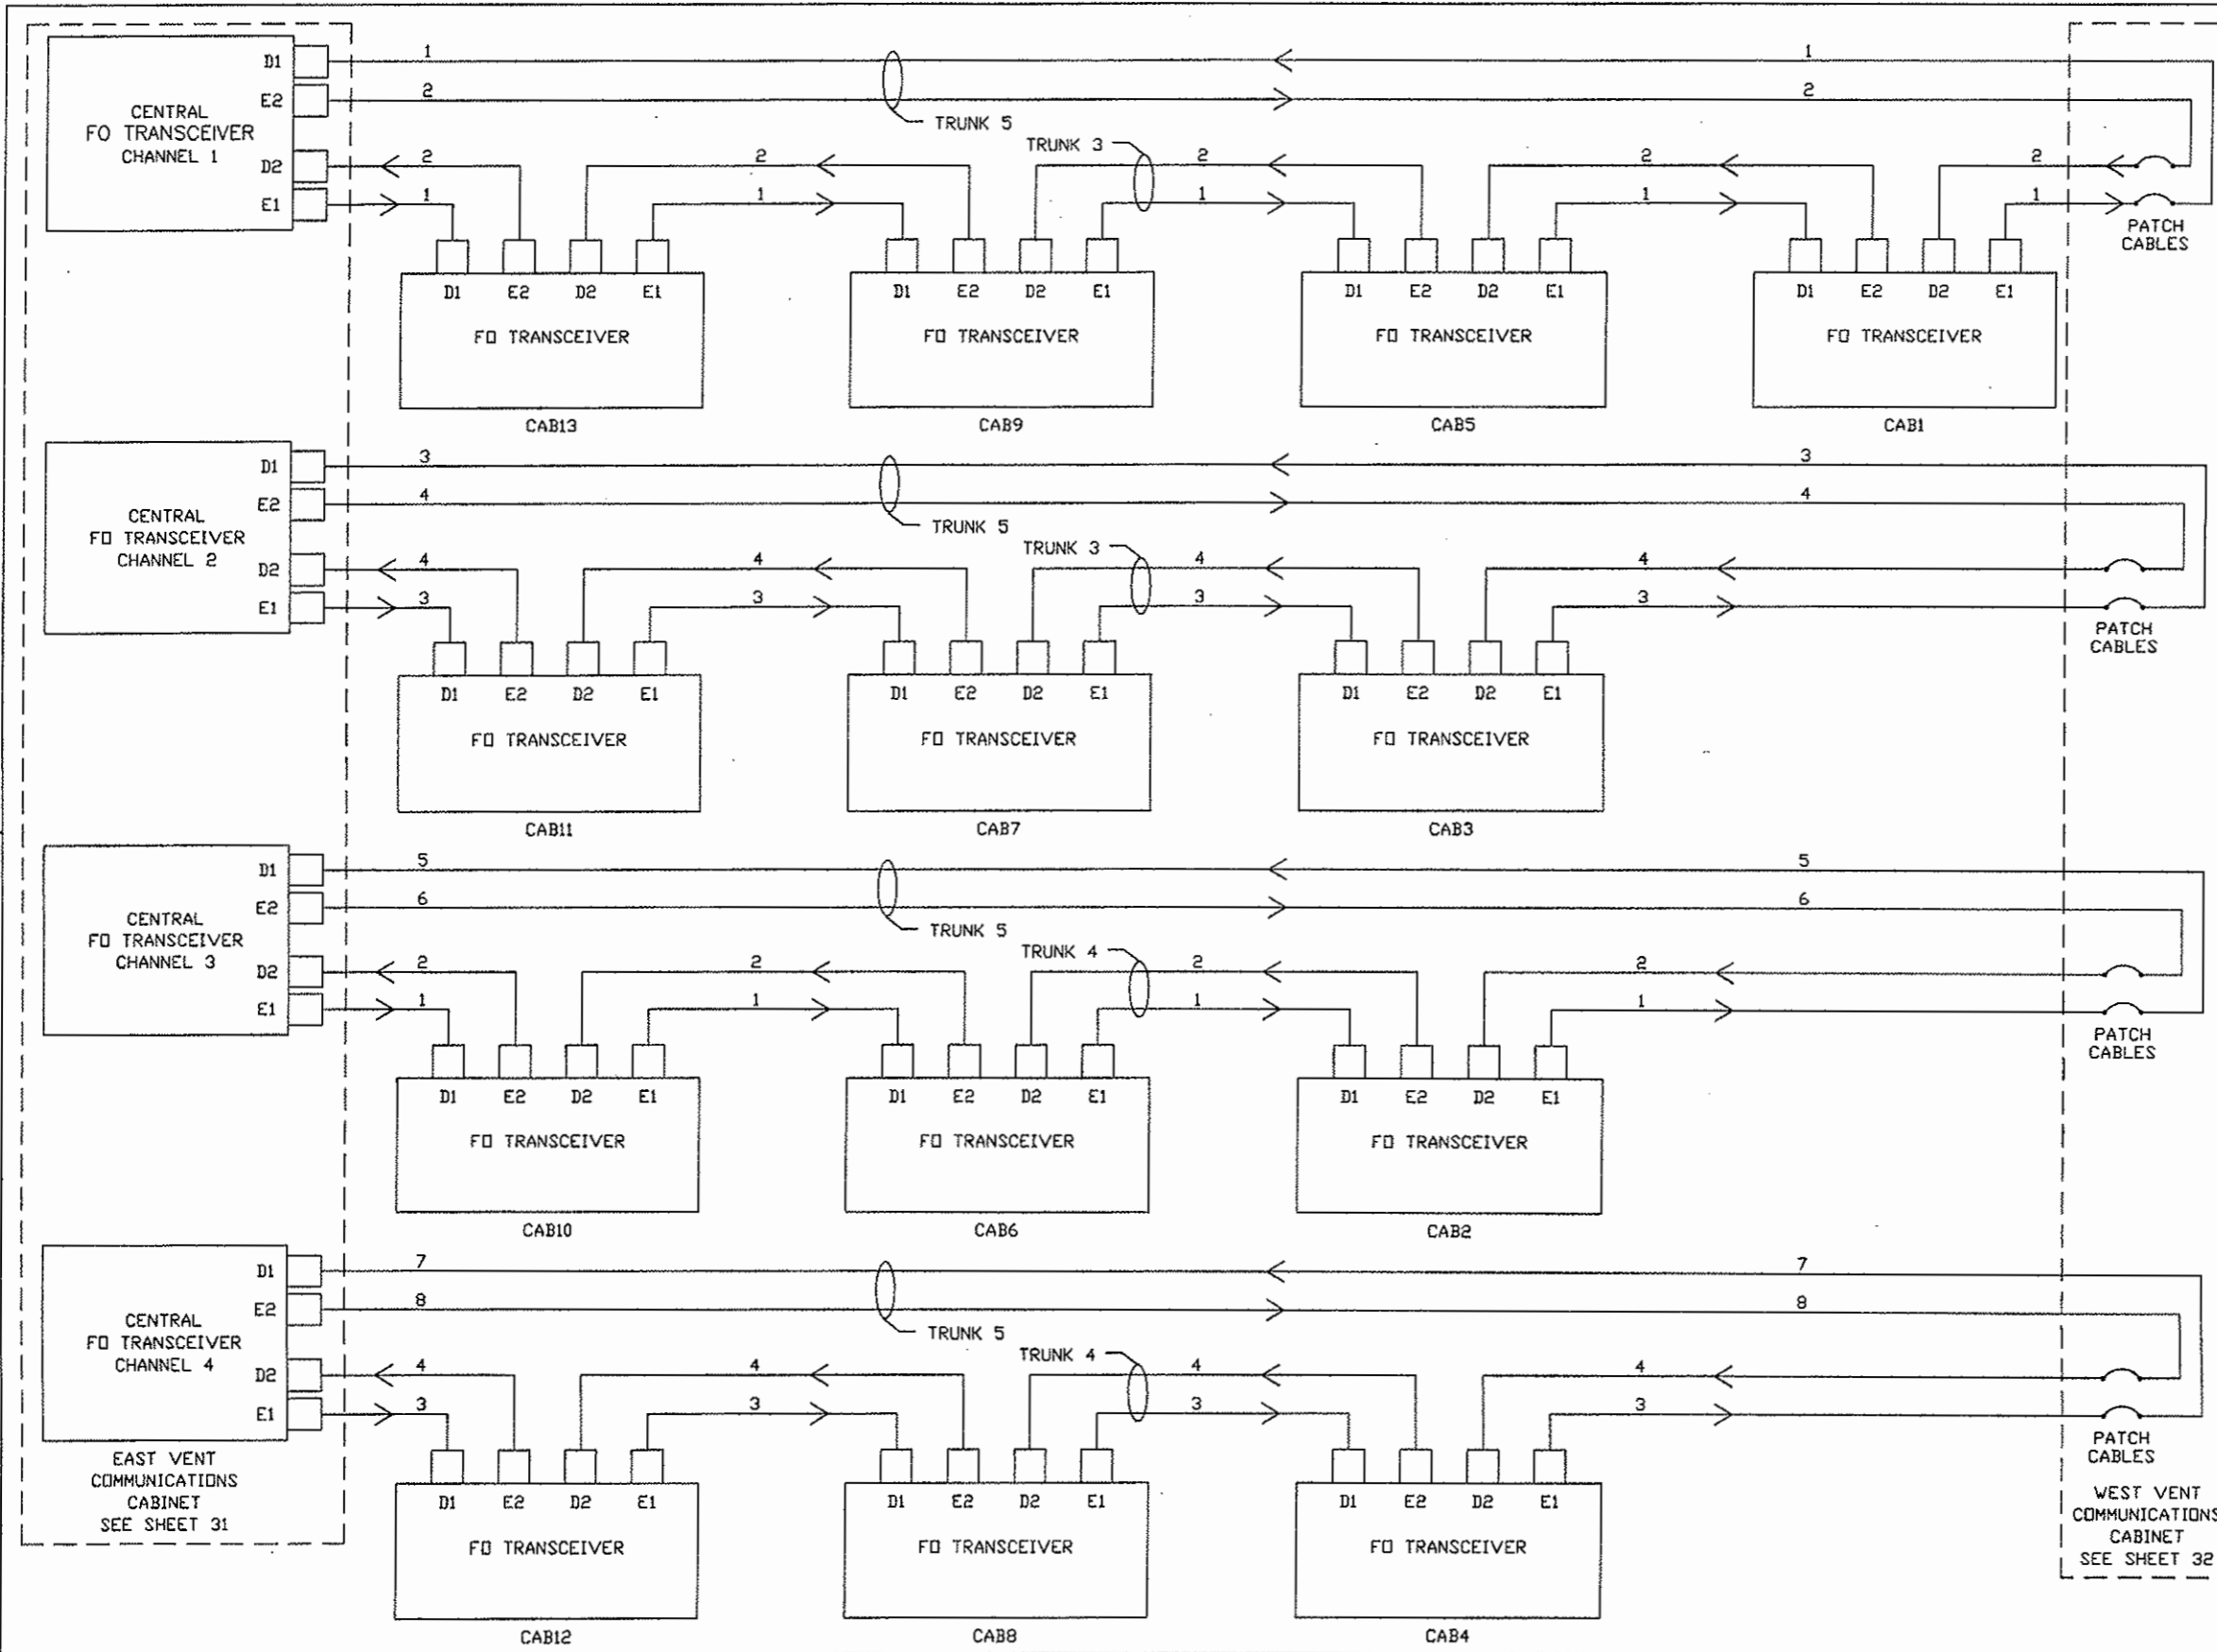 D1
1
1
E2
2
2
TRUNK 5
CENTRAL
FO TRANSCEIVER
CHANNEL 1
TRUNK 3
D2
2
2
2
2
2
E1
1
1
1
1
1
PATCH
CABLES
D1 E2 D2 E1
D1 E2 D2 E1
D1 E2 D2 E1
D1 E2 D2 E1
FO TRANSCEIVER
FO TRANSCEIVER
FO TRANSCEIVER
FO TRANSCEIVER
CAB13
CAB9
CAB5
CAB1
D1
3
3
E2
4
4
TRUNK 5
CENTRAL
FO TRANSCEIVER
CHANNEL 2
TRUNK 3
D2
4
4
4
4
E1
3
3
3
3
PATCH
CABLES
D1 E2 D2 E1
D1 E2 D2 E1
D1 E2 D2 E1
FO TRANSCEIVER
FO TRANSCEIVER
FO TRANSCEIVER
CAB11
CAB7
CAB3
D1
5
5
E2
6
6
TRUNK 5
CENTRAL
FO TRANSCEIVER
CHANNEL 3
TRUNK 4
D2
2
2
2
2
E1
1
1
1
1
PATCH
CABLES
D1 E2 D2 E1
D1 E2 D2 E1
D1 E2 D2 E1
FO TRANSCEIVER
FO TRANSCEIVER
FO TRANSCEIVER
CAB10
CAB6
CAB2
D1
7
7
E2
8
8
TRUNK 5
CENTRAL
FO TRANSCEIVER
CHANNEL 4
TRUNK 4
D2
4
4
4
4
E1
3
3
3
3
PATCH
CABLES
EAST VENT
COMMUNICATIONS
CABINET
SEE SHEET 31
D1 E2 D2 E1
D1 E2 D2 E1
D1 E2 D2 E1
FO TRANSCEIVER
FO TRANSCEIVER
FO TRANSCEIVER
CAB12
CAB8
CAB4
WEST VENT
COMMUNICATIONS
CABINET
SEE SHEET 32